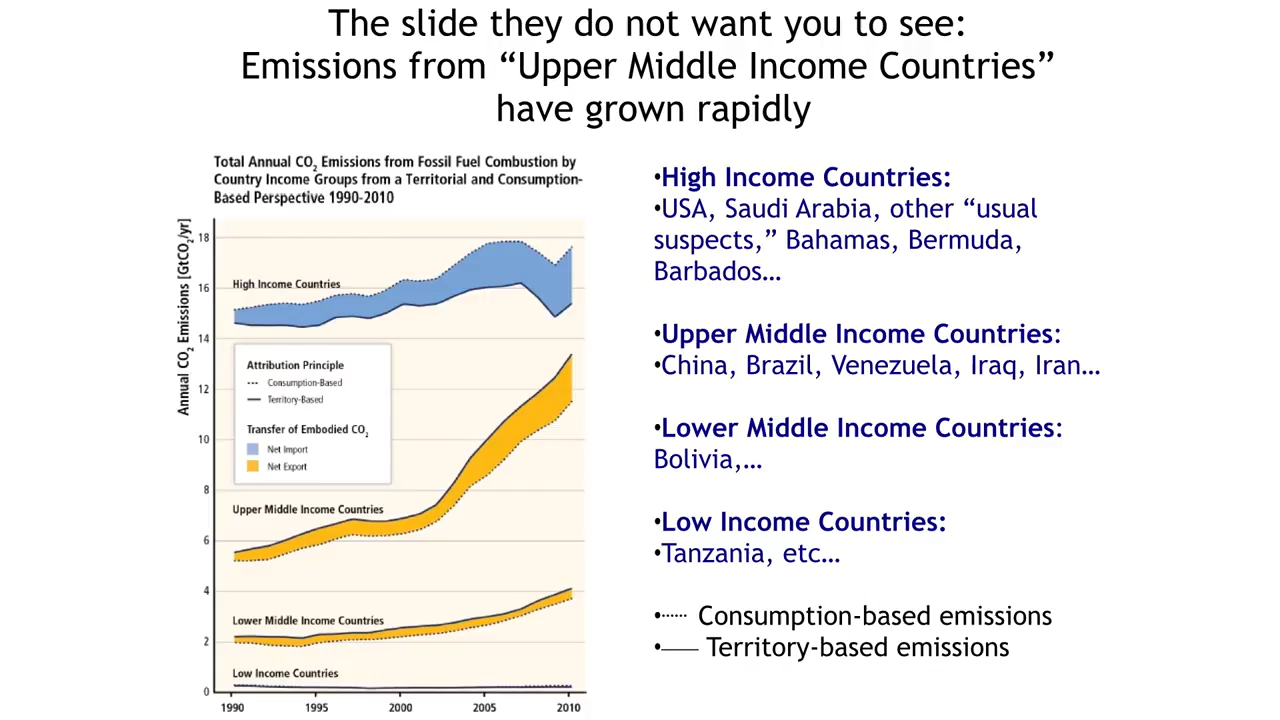 The slide they do not want you to see:
Emissions from “Upper Middle Income Countries”
have grown rapidly
Total Annual CO2 Emissions from Fossil Fuel Combustion by
Country Income Groups from a Territorial and Consumption-
Based Perspective 1990-2010
Annual CO2 Emissions [GtCO2/yr]
18
16
14
12
10
8
6
4
2
0
High Income Countries
Attribution Principle
Consumption-Based
Territory-Based
Transfer of Embodied CO2
Net Import
Net Export
Upper Middle Income Countries
Lower Middle Income Countries
Low Income Countries
1990 1995 2000 2005 2010
•High Income Countries:
•USA, Saudi Arabia, other “usual
suspects,” Bahamas, Bermuda,
Barbados…
•Upper Middle Income Countries:
•China, Brazil, Venezuela, Iraq, Iran…
•Lower Middle Income Countries:
Bolivia,…
•Low Income Countries:
•Tanzania, etc…
•…… Consumption-based emissions
•—— Territory-based emissions